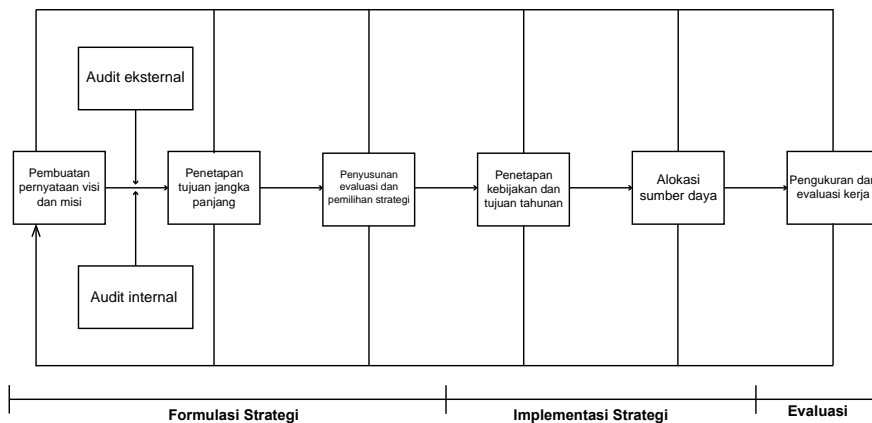 Audit eksternal
Pembuatan
pernyataan visi
dan misi
Penetapan
tujuan jangka
panjang
Penyusunan
evaluasi dan
pemilihan strategi
Penetapan
kebijakan dan
tujuan tahunan
Alokasi
sumber daya
Pengukuran dan
evaluasi kerja
Audit internal
Formulasi Strategi
Implementasi Strategi
Evaluasi